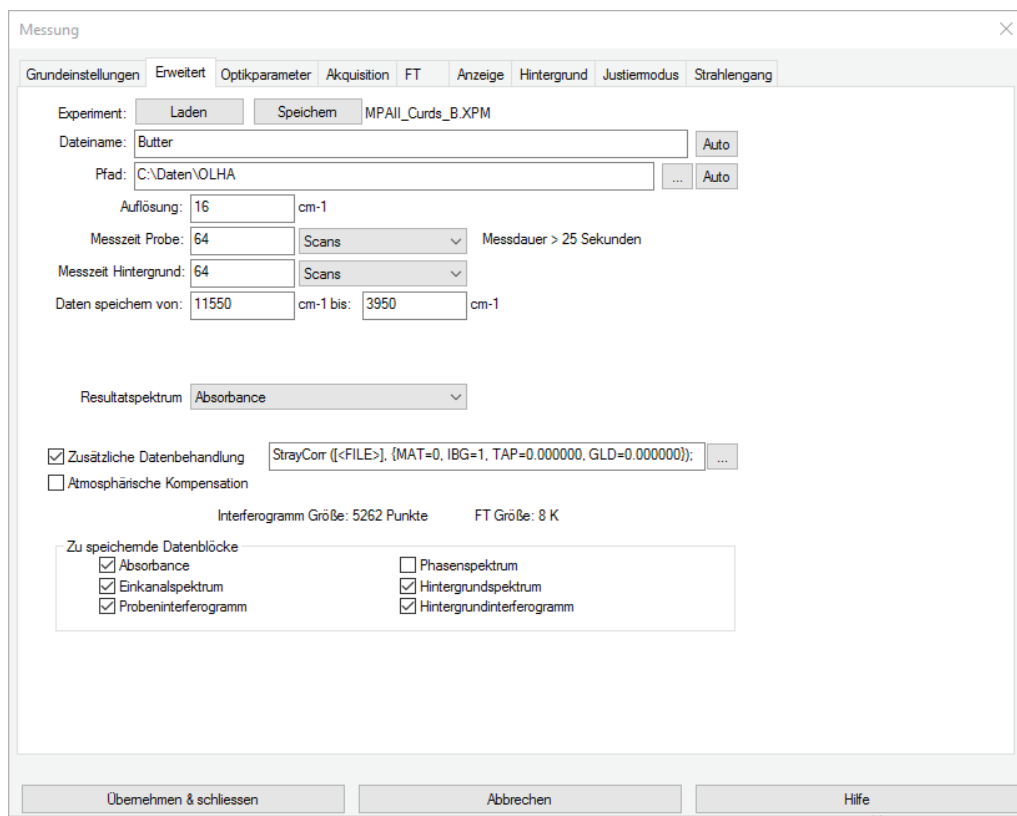 Messung
Grundeinstellungen Erweitert Optikparameter Akquisition FT Anzeige Hintergrund Justiermodus Strahlengang
Experiment: Laden Speichern MPAII_Curds_B.XPM
Dateiname: Butter Auto
Pfad: C:\Daten\OLHA ... Auto
Auflösung: 16 cm-1
Messzeit Probe: 64 Scans Messdauer > 25 Sekunden
Messzeit Hintergrund: 64 Scans
Daten speichern von: 11550 cm-1 bis: 3950 cm-1
Resultatspektrum Absorbance
Zusätzliche Datenbehandlung StrayCorr ([<FILE>], {MAT=0, IBG=1, TAP=0.000000, GLD=0.000000}); ...
Atmosphärische Kompensation
Interferogramm Größe: 5262 Punkte FT Größe: 8 K
Zu speichernde Datenblöcke
Absorbance Phasenspektrum
Einkanalspektrum Hintergrundspektrum
Probeninterferogramm Hintergrundinterferogramm
Übernehmen & schliessen Abbrechen Hilfe